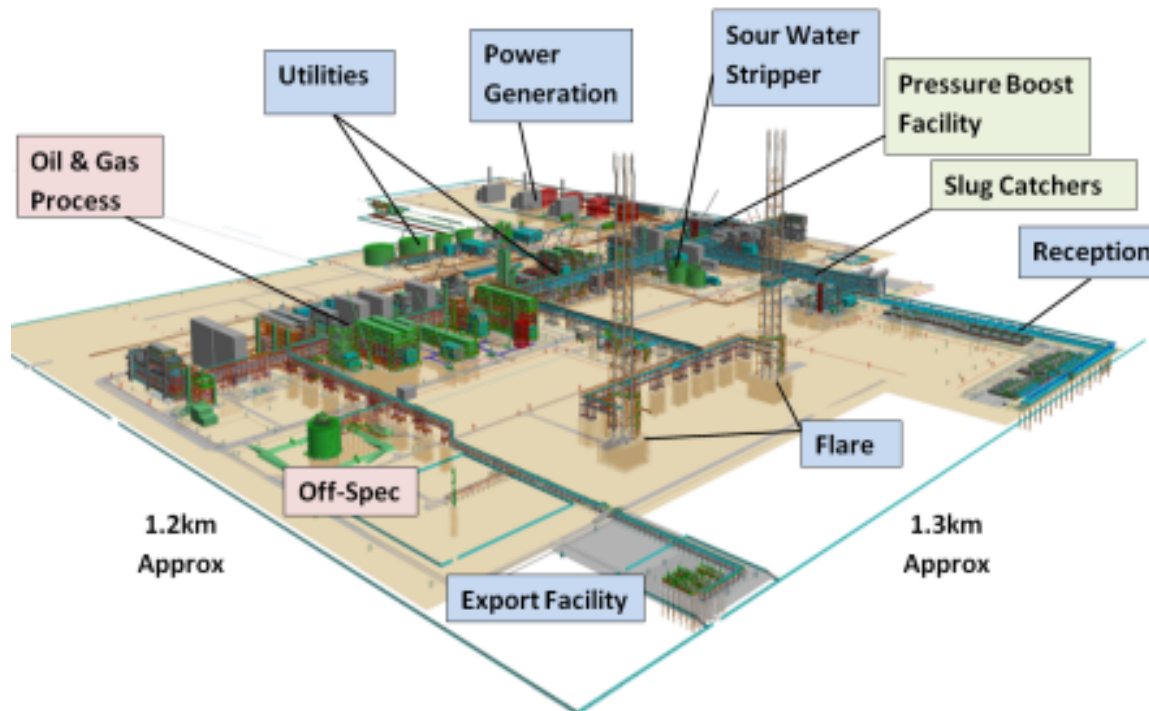 Utilities
Power
Generation
Sour Water
Stripper
Pressure Boost
Facility
Oil & Gas
Process
Slug Catchers
Reception
Flare
Off-Spec
1.2km
Approx
1.3km
Approx
Export Facility